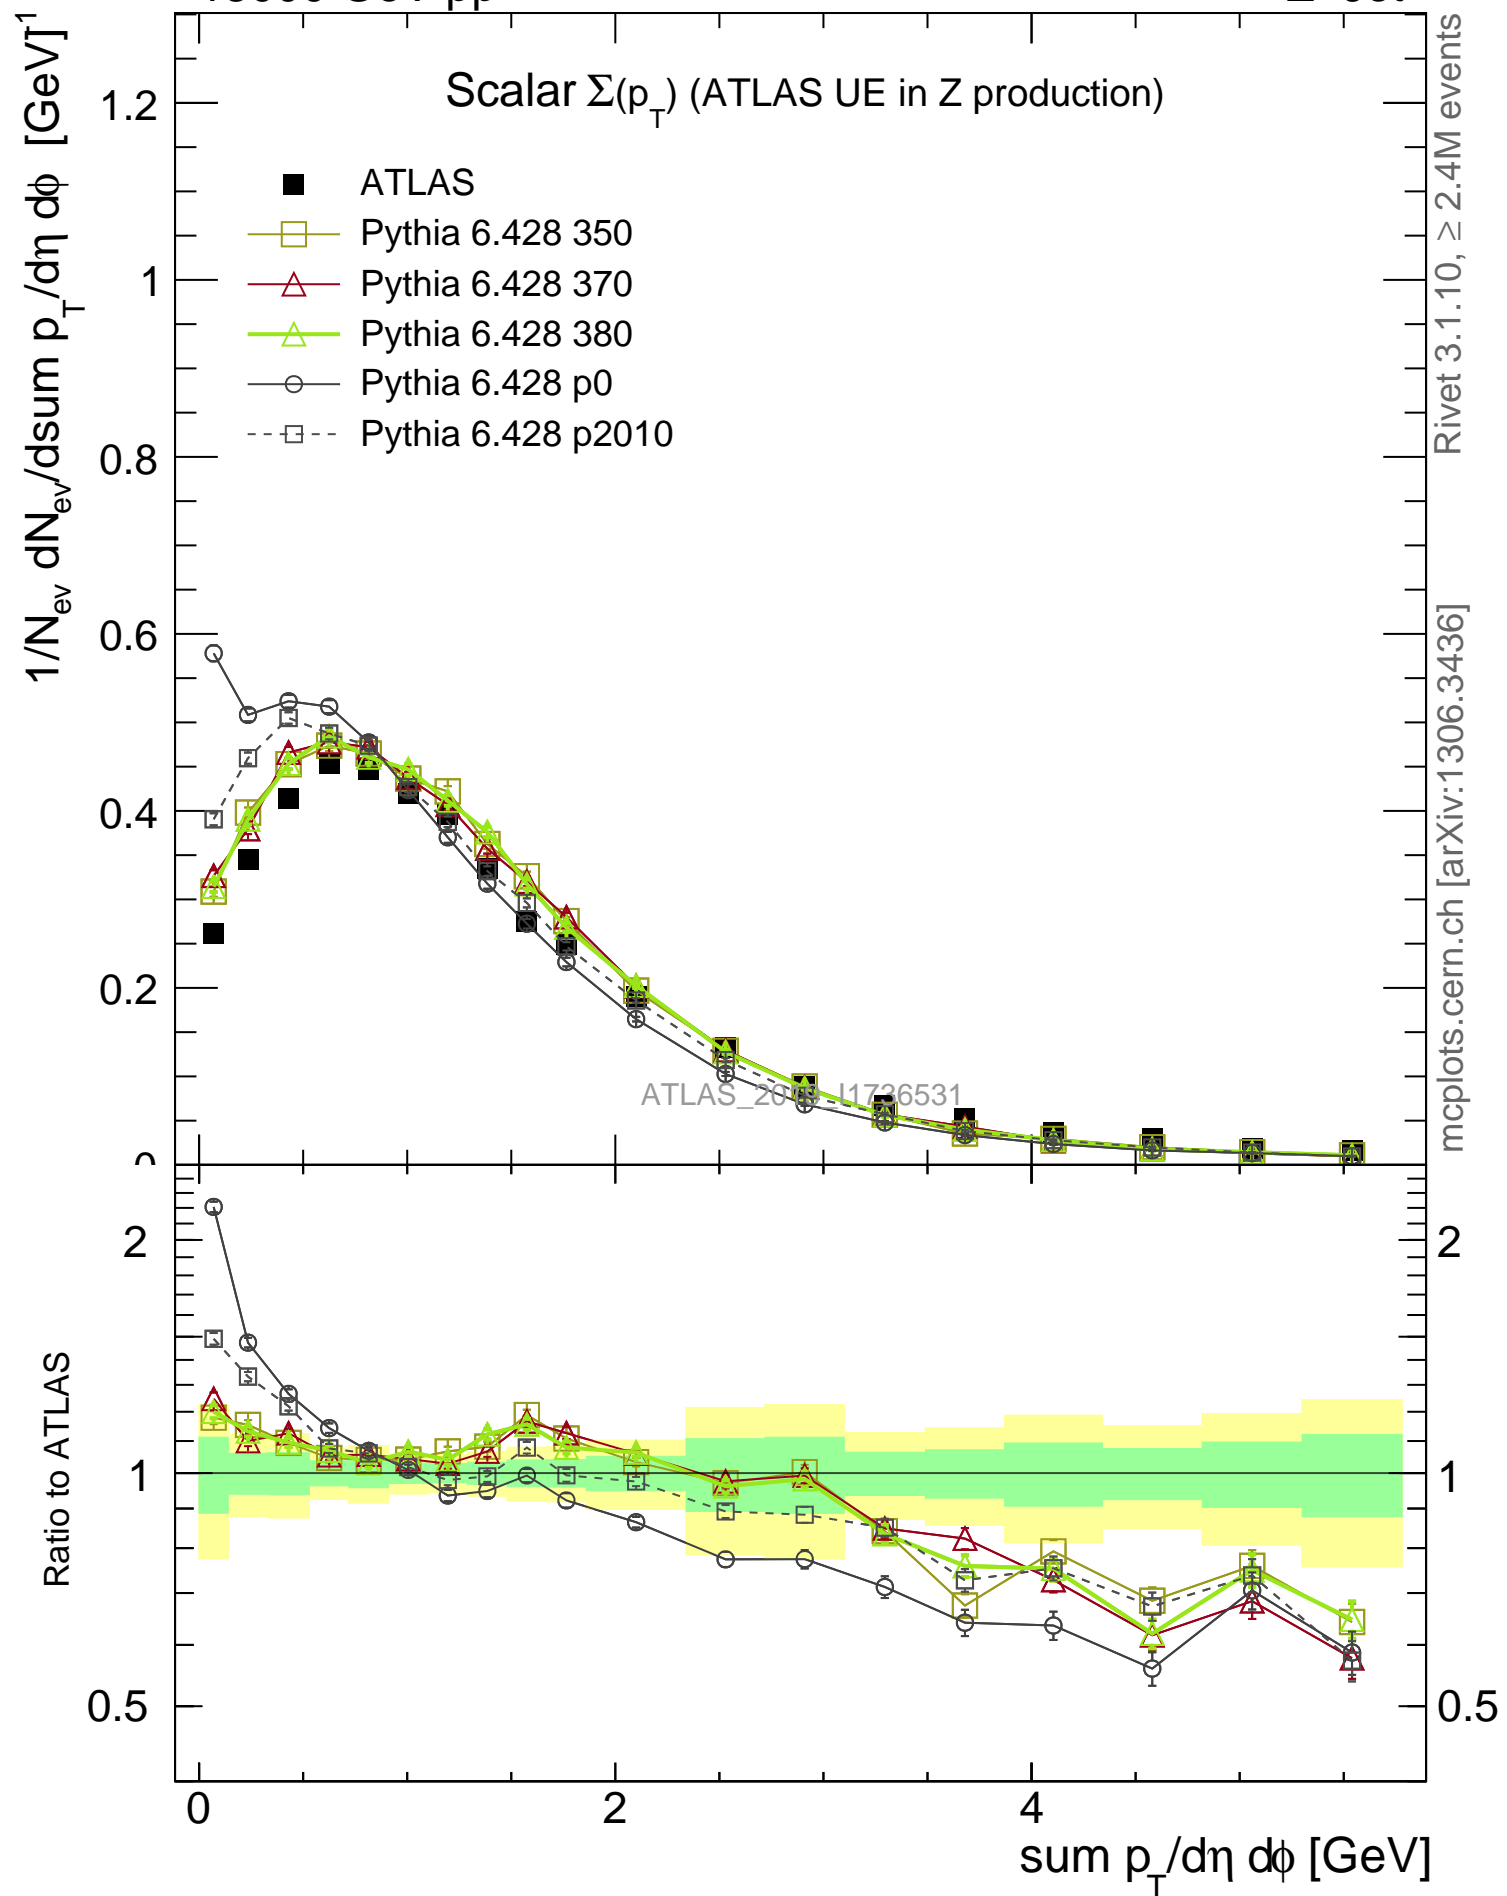 Scalar Σ(p_T) (ATLAS UE in Z production)
1/N_ev dN_ev/dsum p_T/dη dϕ [GeV]^-1
ATLAS
Pythia 6.428 350
Pythia 6.428 370
Pythia 6.428 380
Pythia 6.428 p0
Pythia 6.428 p2010
1.2
1
0.8
0.6
0.4
0.2
0
Rivet 3.1.10, ≥ 2.4M events
mcplots.cern.ch [arXiv:1306.3436]
Ratio to ATLAS
2
1
0.5
2
1
0.5
0
2
4
sum p_T/dη dϕ [GeV]